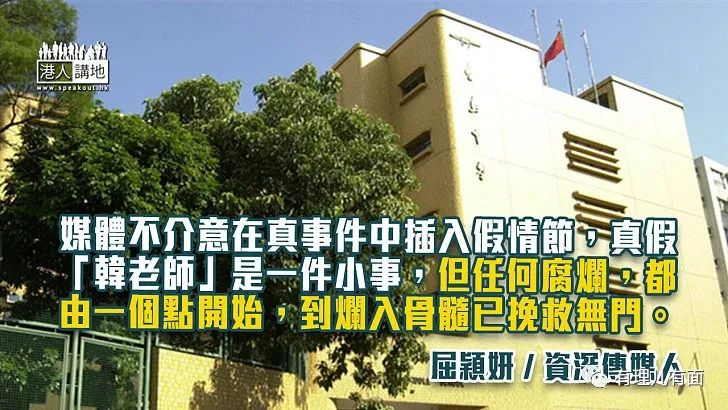 港人講地
www.speakout.hk
媒體不介意在真事件中插入假情節，真假
「韓老師」是一件小事，但任何腐爛，都
由一個點開始，到爛入骨髓已挽救無門。
屈穎妍/資深傳媒人
有理儿有面